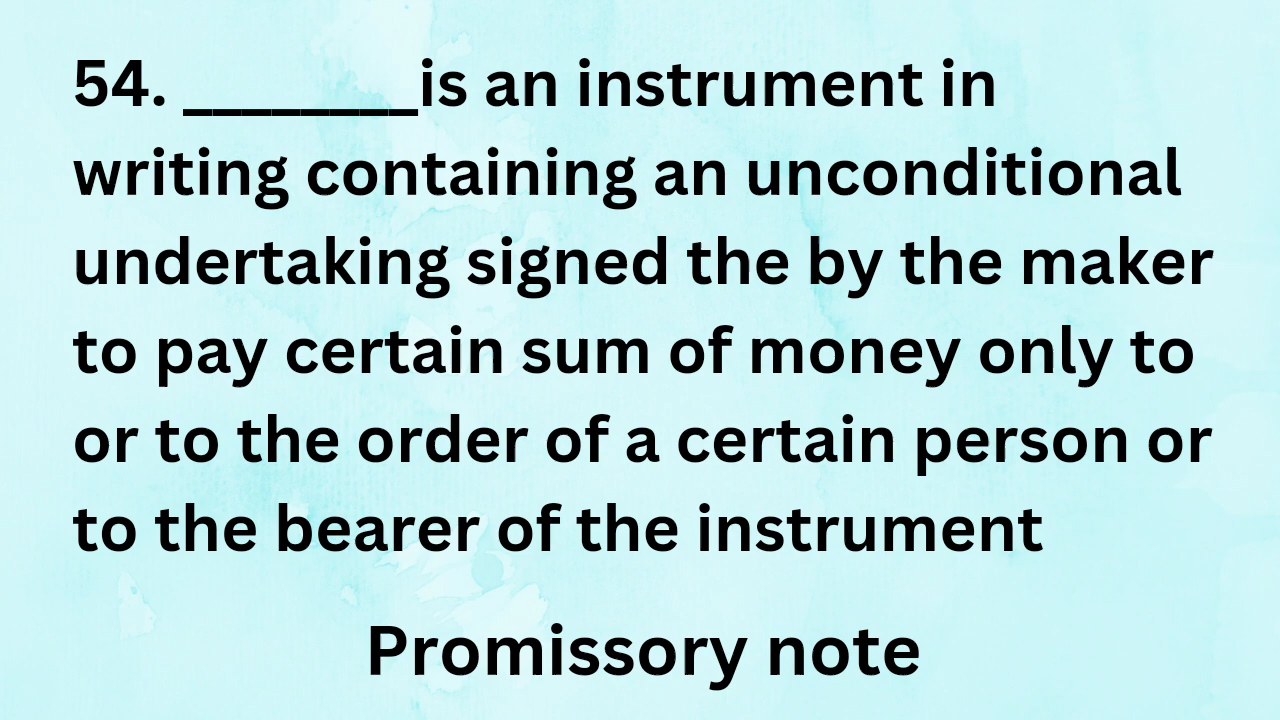 54. ________is an instrument in
writing containing an unconditional
undertaking signed the by the maker
to pay certain sum of money only to
or to the order of a certain person or
to the bearer of the instrument
Promissory note